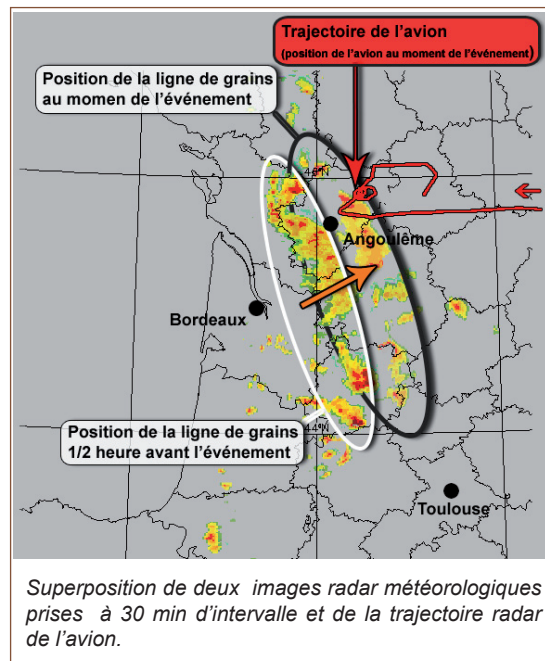 Trajectoire de l'avion
(position de l'avion au moment de l'événement)
Position de la ligne de grains
au momen de l'événement
46°N
Angoulême
Bordeaux
Position de la ligne de grains
1/2 heure avant l'événement
44°N
Toulouse
Superposition de deux images radar météorologiques
prises à 30 min d'intervalle et de la trajectoire radar
de l'avion.